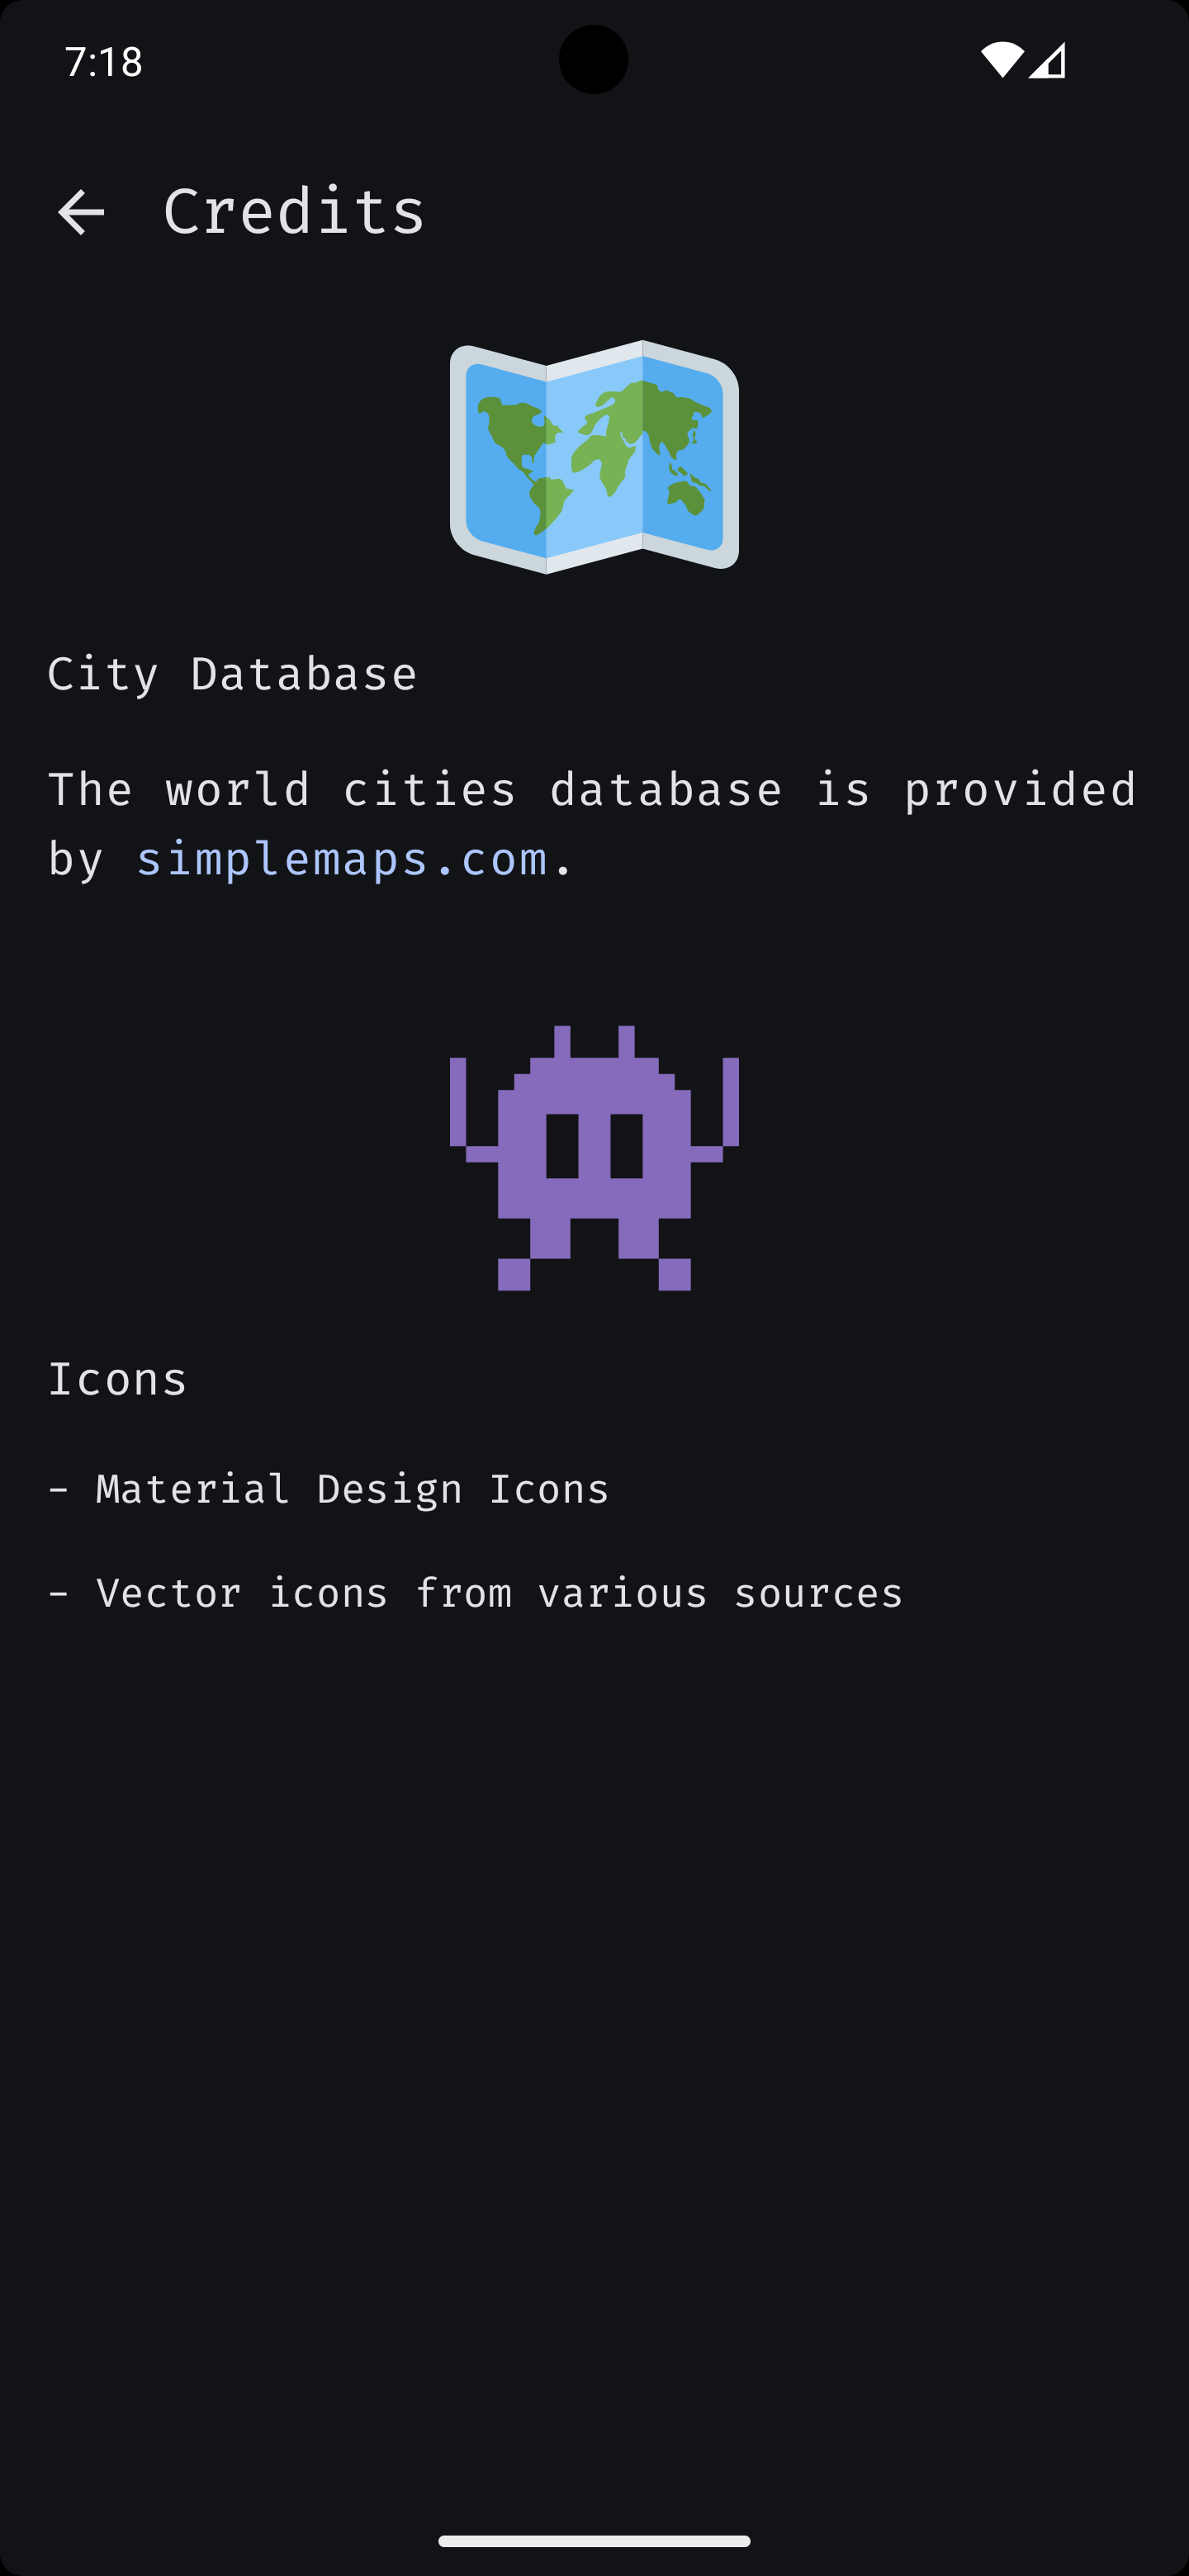 7:18
Credits
City Database
The world cities database is provided
by simplemaps.com.
Icons
- Material Design Icons
- Vector icons from various sources